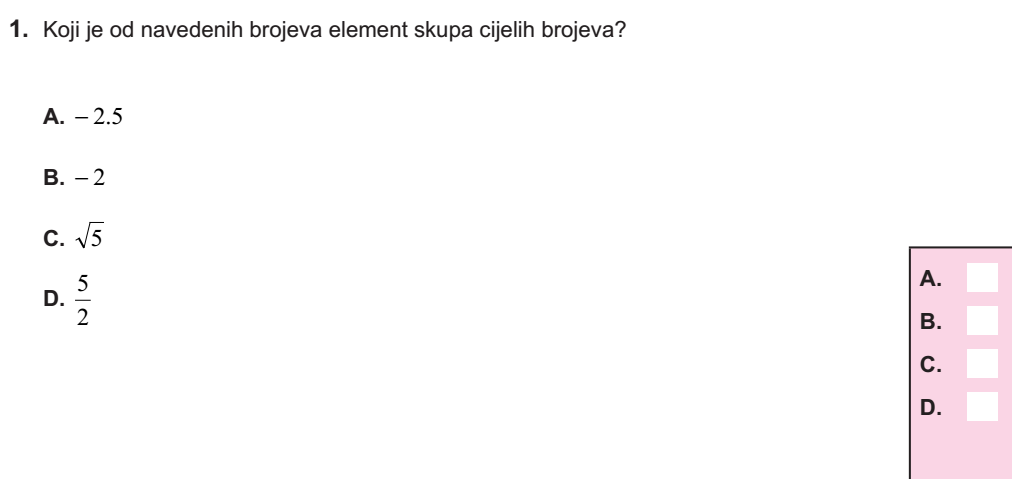 1. Koji je od navedenih brojeva element skupa cijelih brojeva?
A. −2.5
B. −2
C. √5
D. 5/2
A.
B.
C.
D.